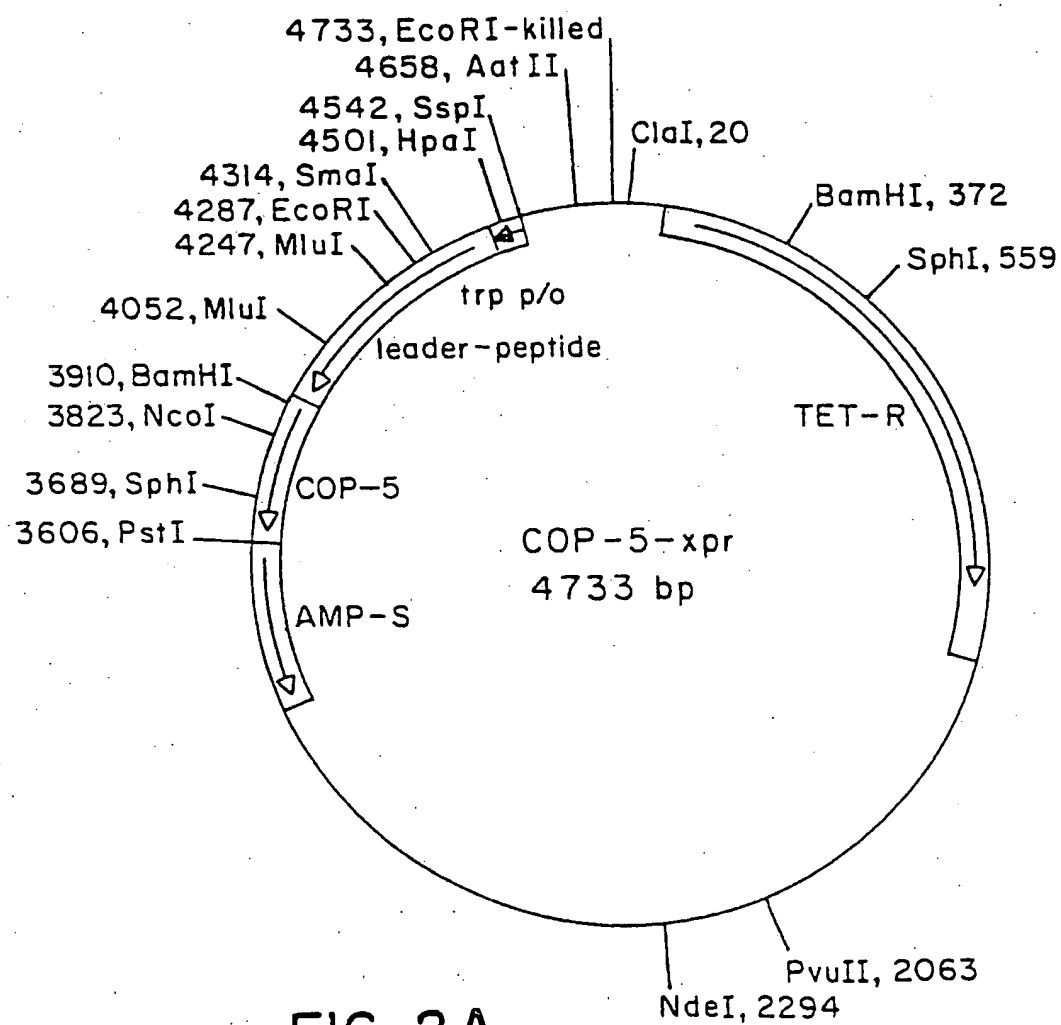 4733, EcoRI-killed
4658, AatII
4542, SspI
4501, HpaI
4314, SmaI
4287, EcoRI
4247, MluI
4052, MluI
3910, BamHI
3823, NcoI
3689, SphI
3606, PstI
ClaI, 20
BamHI, 372
SphI, 559
trp p/o
leader-peptide
TET-R
COP-5
COP-5-xpr
4733 bp
AMP-S
PvuII, 2063
NdeI, 2294
FIG. 2A